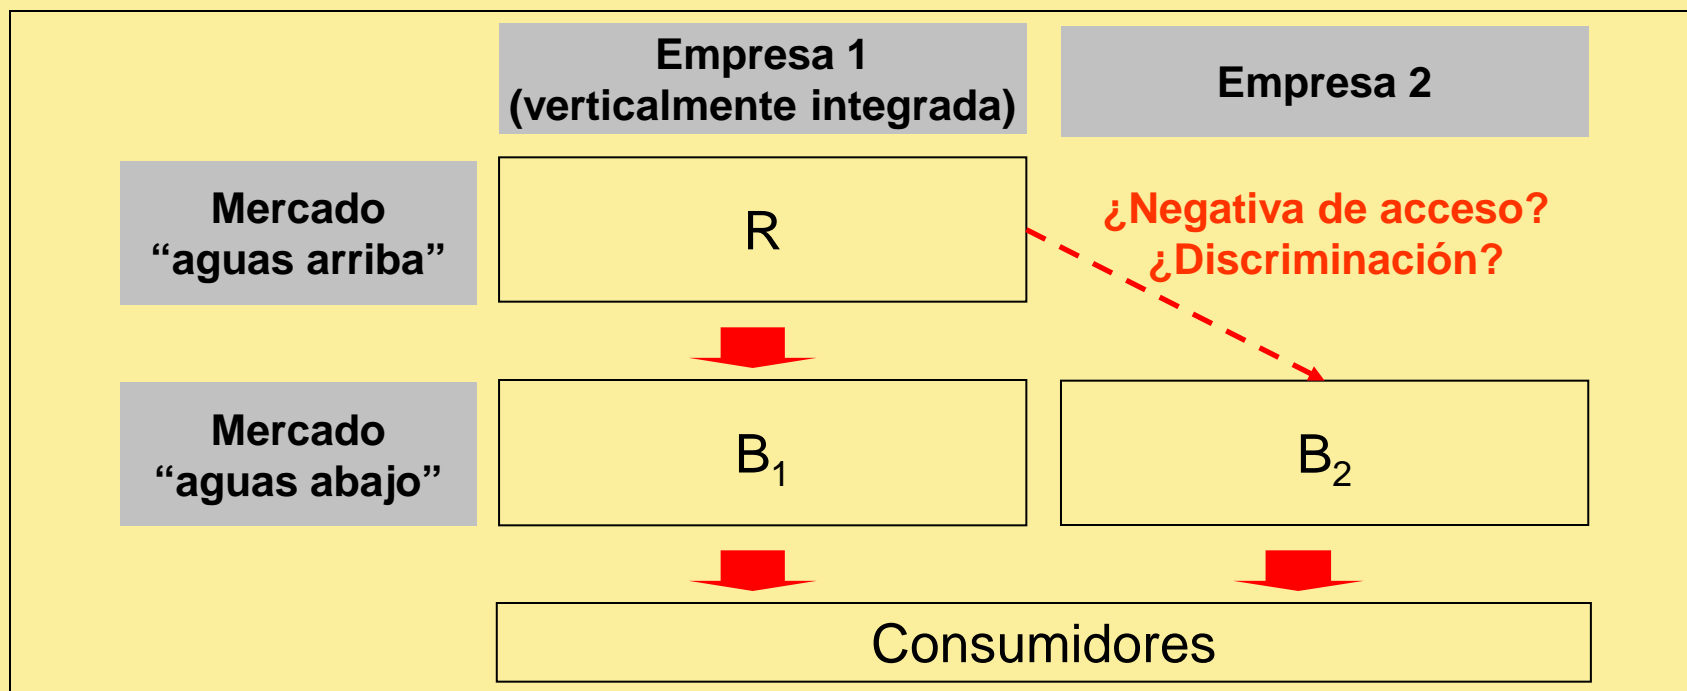 Empresa 1
(verticalmente integrada)
Empresa 2
Mercado
“aguas arriba”
R
¿Negativa de acceso?
¿Discriminación?
Mercado
“aguas abajo”
B₁
B₂
Consumidores